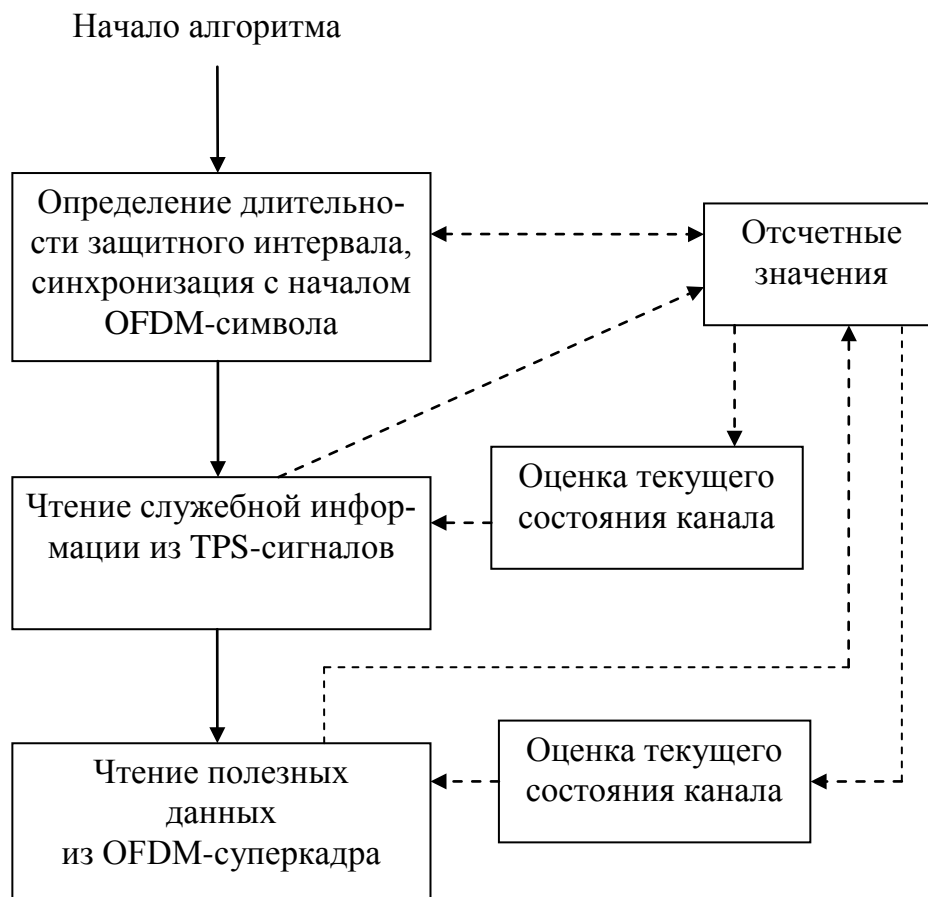 Начало алгоритма
Определение длительно-
сти защитного интервала,
синхронизация с началом
OFDM-символа
Отсчетные
значения
Оценка текущего
состояния канала
Чтение служебной инфор-
мации из TPS-сигналов
Оценка текущего
состояния канала
Чтение полезных
данных
из OFDM-суперкадра